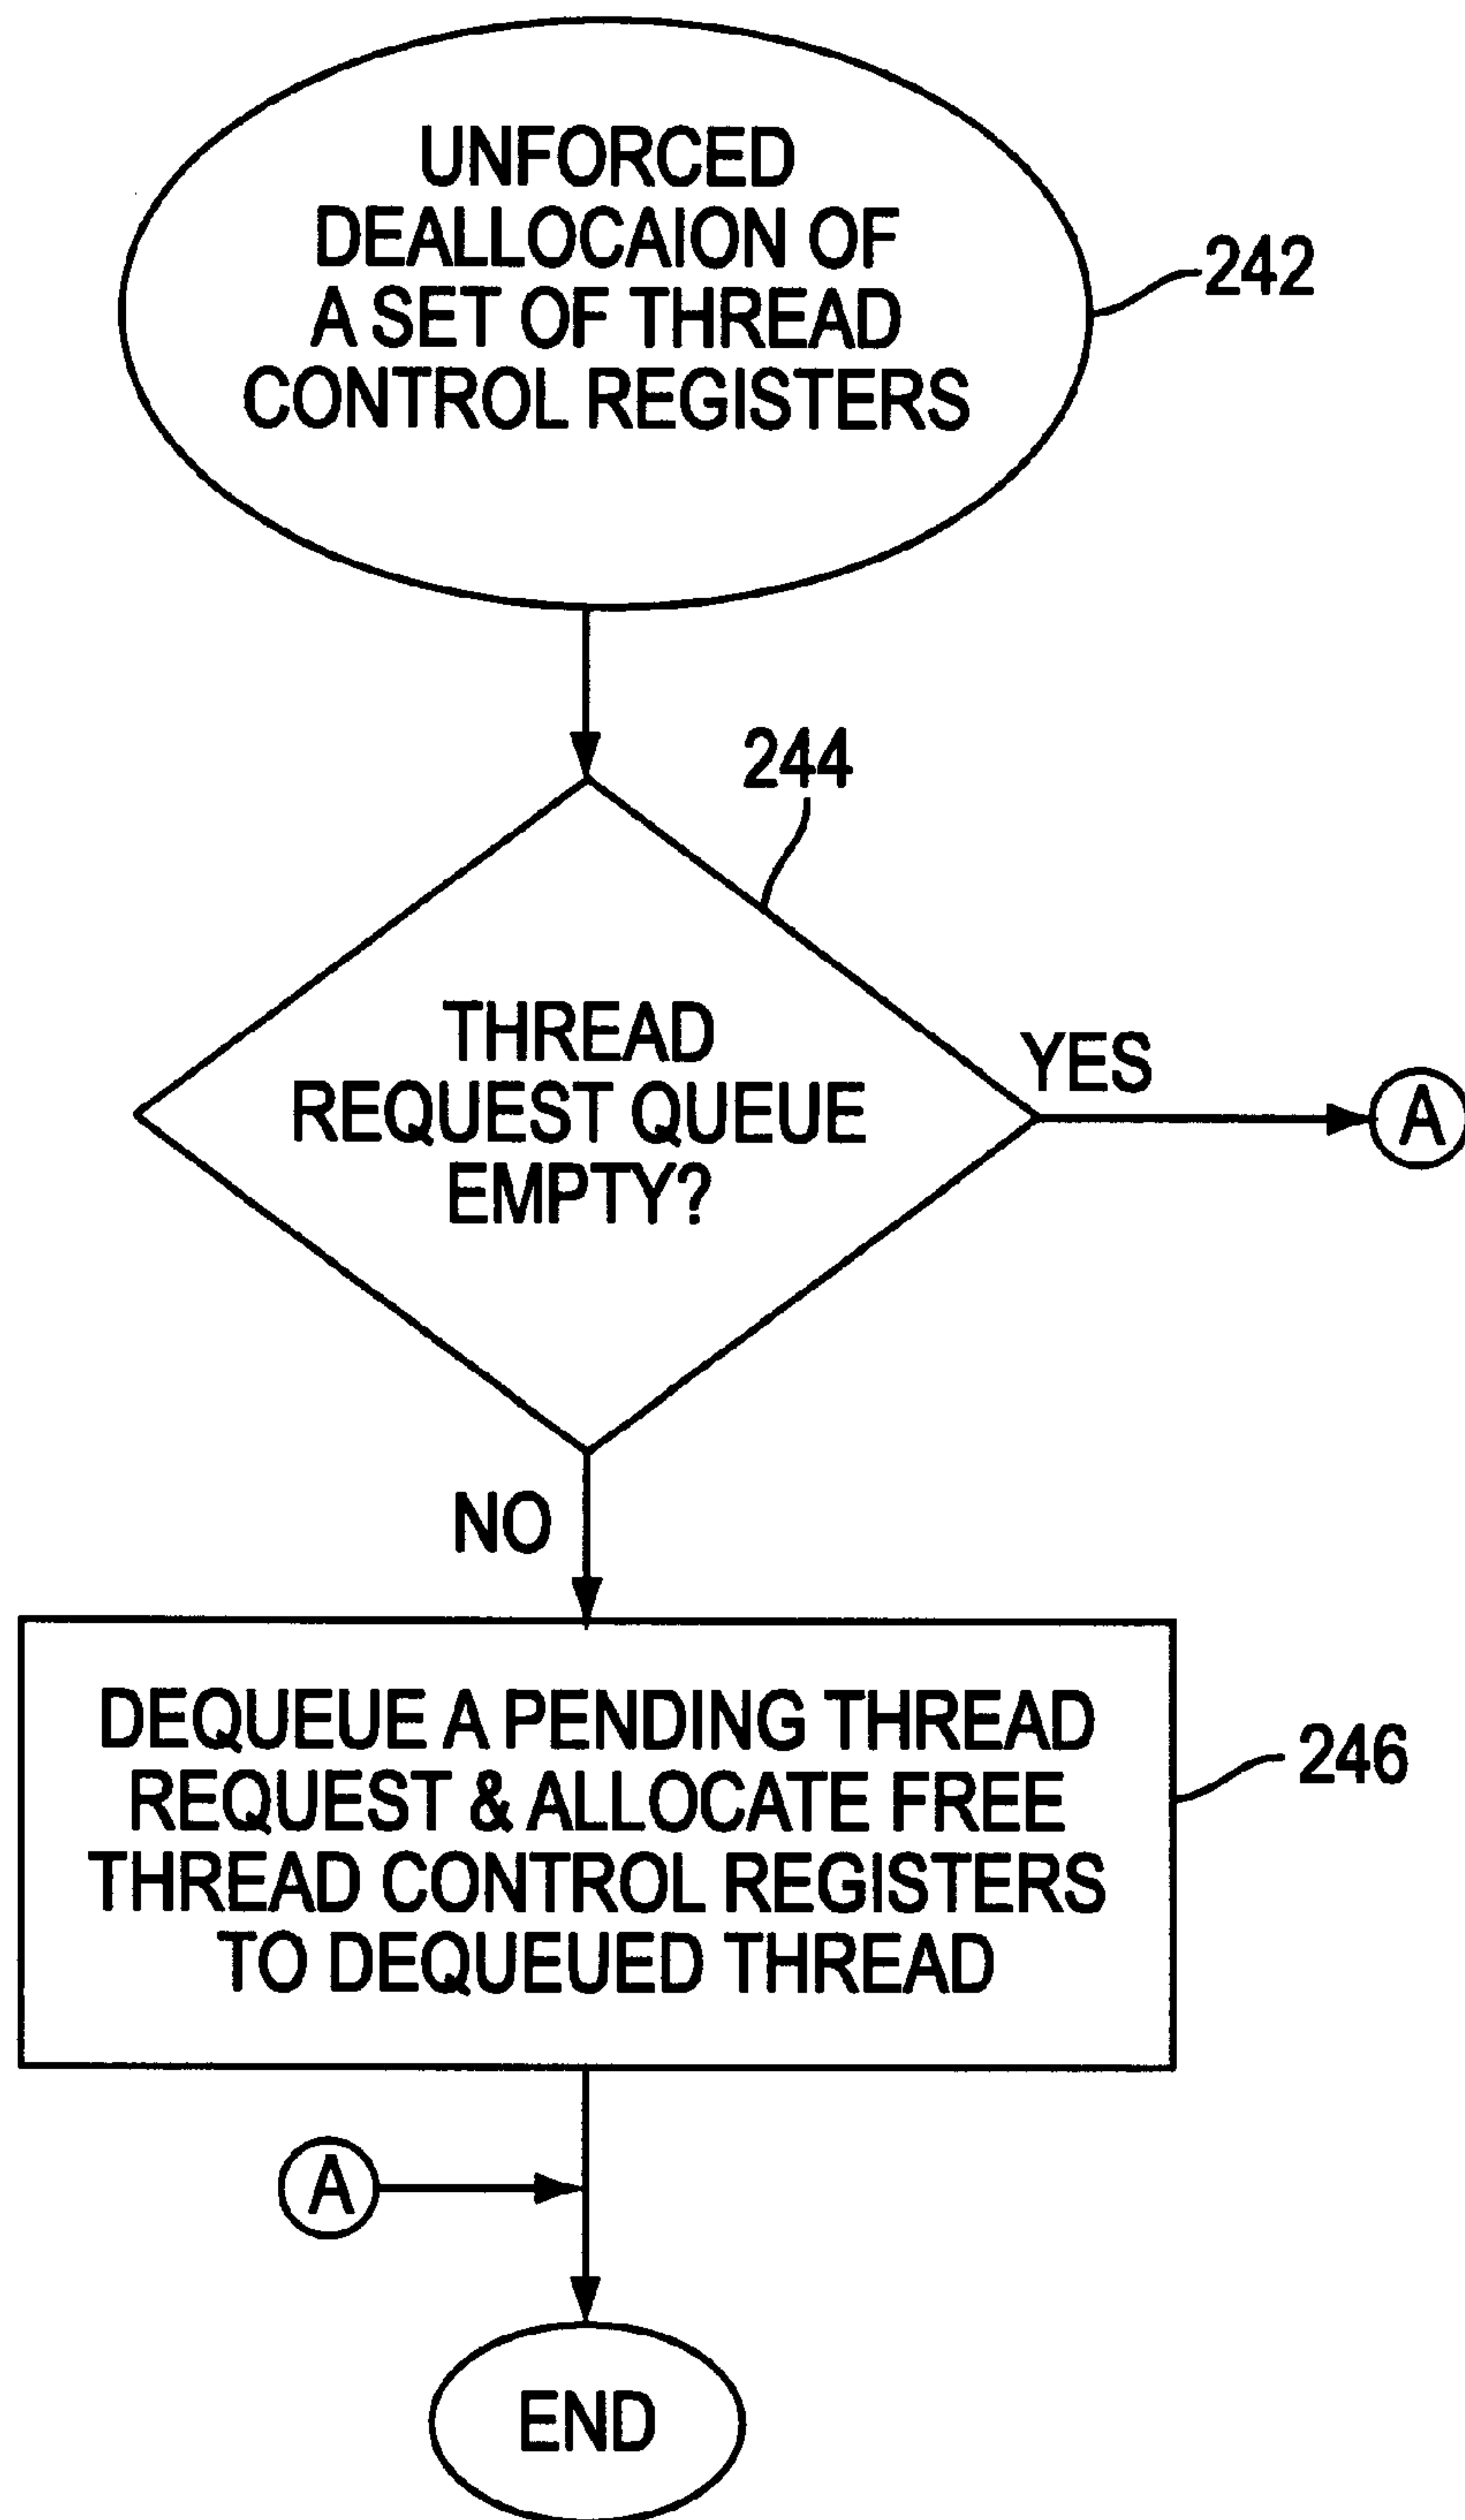 UNFORCED
DEALLOCAION OF
A SET OF THREAD
CONTROL REGISTERS
242
244
THREAD
REQUEST QUEUE
EMPTY?
YES
A
NO
DEQUEUE A PENDING THREAD
REQUEST & ALLOCATE FREE
THREAD CONTROL REGISTERS
TO DEQUEUED THREAD
246
A
END